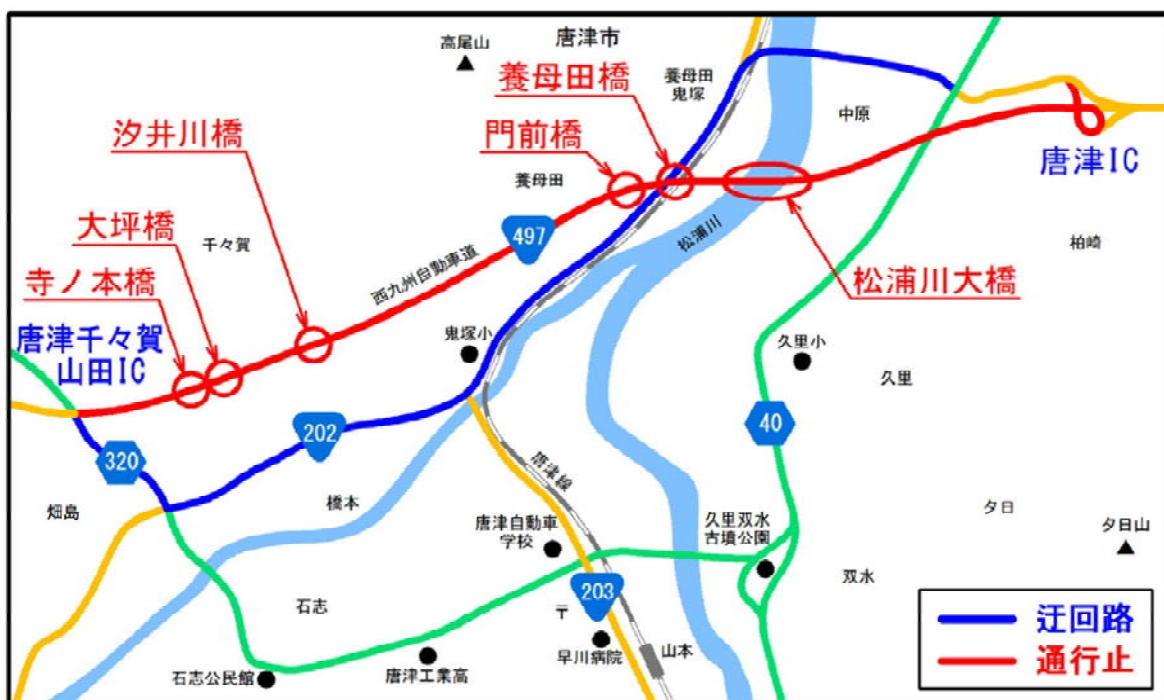 高尾山
唐津市
養母田
鬼塚
養母田橋
門前橋
汐井川橋
中原
唐津IC
養母田
大坪橋
千々賀
497
松浦川
柏崎
西九州自動車道
寺ノ本橋
松浦川大橋
唐津千々賀
山田IC
鬼塚小
久里小
久里
202
40
320
唐津線
畑島
橋本
唐津自動車
学校
久里双水
古墳公園
夕日
夕日山
双水
203
石志
〒
早川病院
山本
石志公民館
唐津工業高
迂回路
通行止